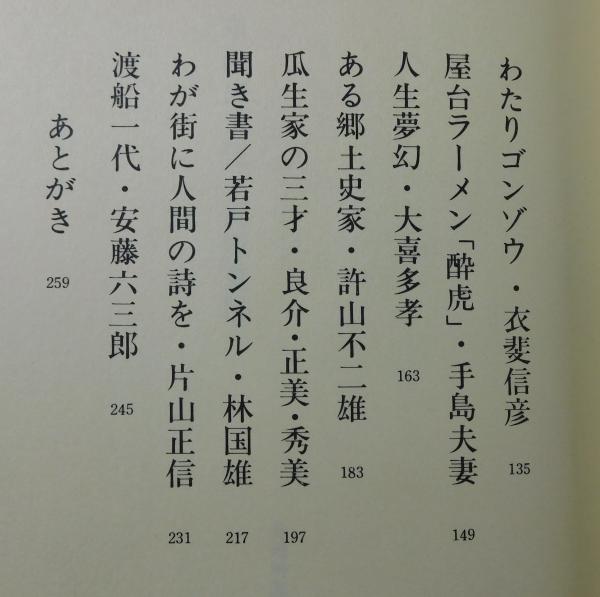 わたりゴンゾウ・衣斐信彦 135
屋台ラーメン「酔虎」・手島夫妻 149
人生夢幻・大喜多孝 163
ある郷土史家・許山不二雄 183
瓜生家の三才・良介・正美・秀美 197
聞き書/若戸トンネル・林国雄 217
わが街に人間の詩を・片山正信 231
渡船一代・安藤六三郎 245
あとがき 259